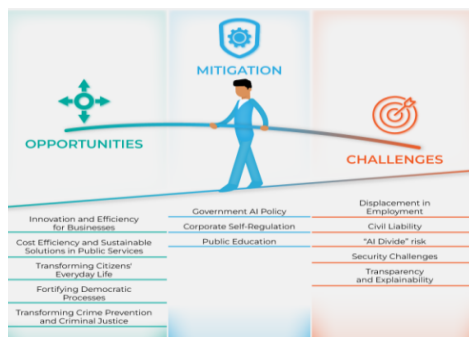 MITIGATION
OPPORTUNITIES
CHALLENGES
Innovation and Efficiency
for Businesses
Cost Efficiency and Sustainable
Solutions in Public Services
Transforming Citizens'
Everyday Life
Fortifying Democratic
Processes
Transforming Crime Prevention
and Criminal Justice
Government AI Policy
Corporate Self-Regulation
Public Education
Displacement in
Employment
Civil Liability
"AI Divide" risk
Security Challenges
Transparency
and Explainability